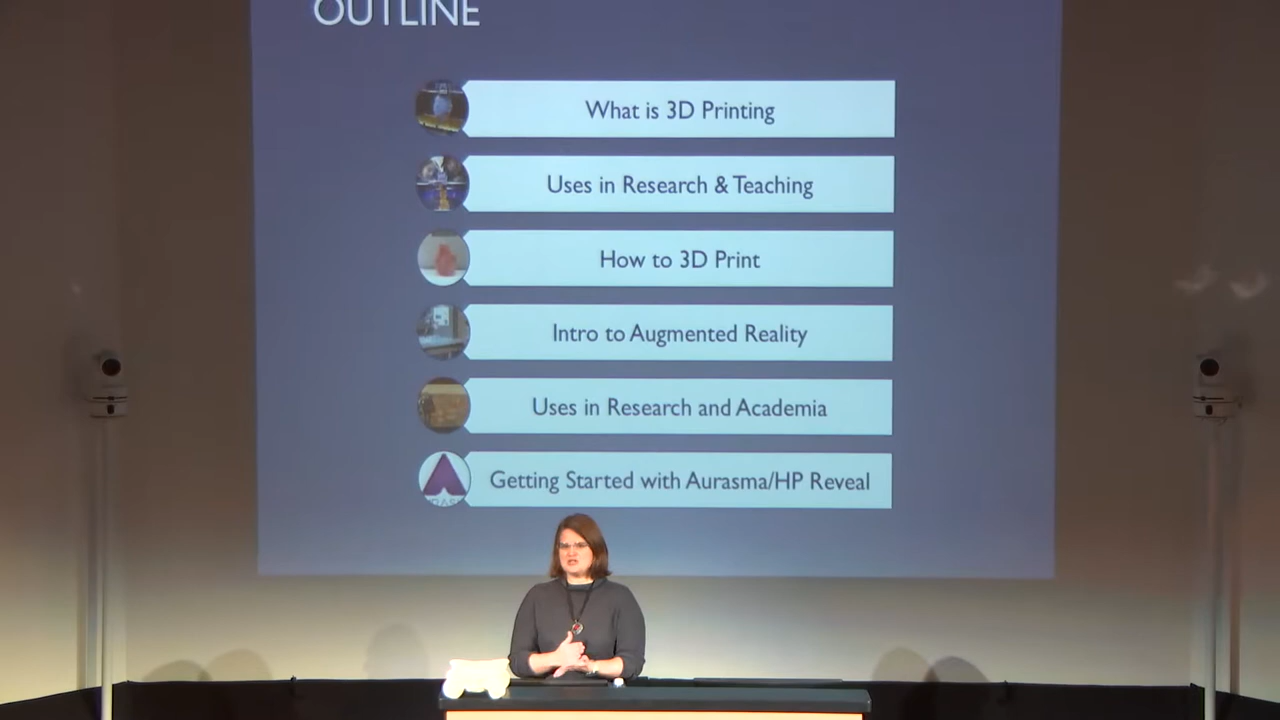 OUTLINE
What is 3D Printing
Uses in Research & Teaching
How to 3D Print
Intro to Augmented Reality
Uses in Research and Academia
Getting Started with Aurasma/HP Reveal